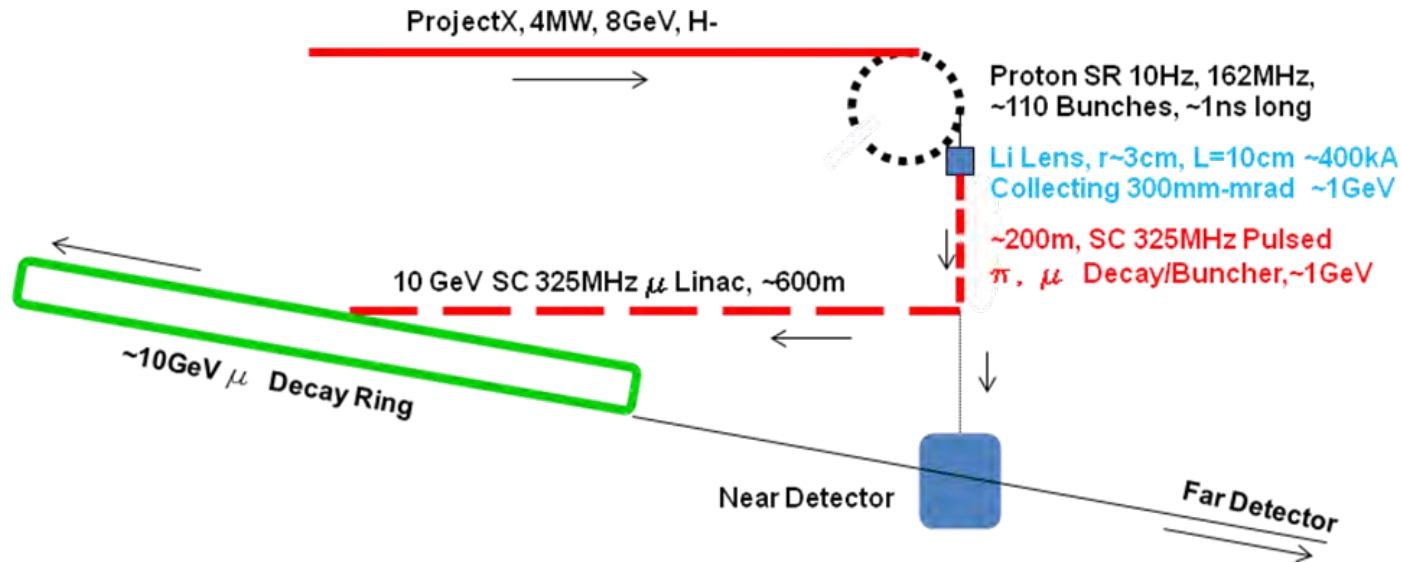 ProjectX, 4MW, 8GeV, H-
Proton SR 10Hz, 162MHz,
~110 Bunches, ~1ns long
Li Lens, r~3cm, L=10cm ~400kA
Collecting 300mm-mrad ~1GeV
~200m, SC 325MHz Pulsed
π, μ Decay/Buncher,~1GeV
10 GeV SC 325MHz μ Linac, ~600m
~10GeV μ Decay Ring
Near Detector
Far Detector